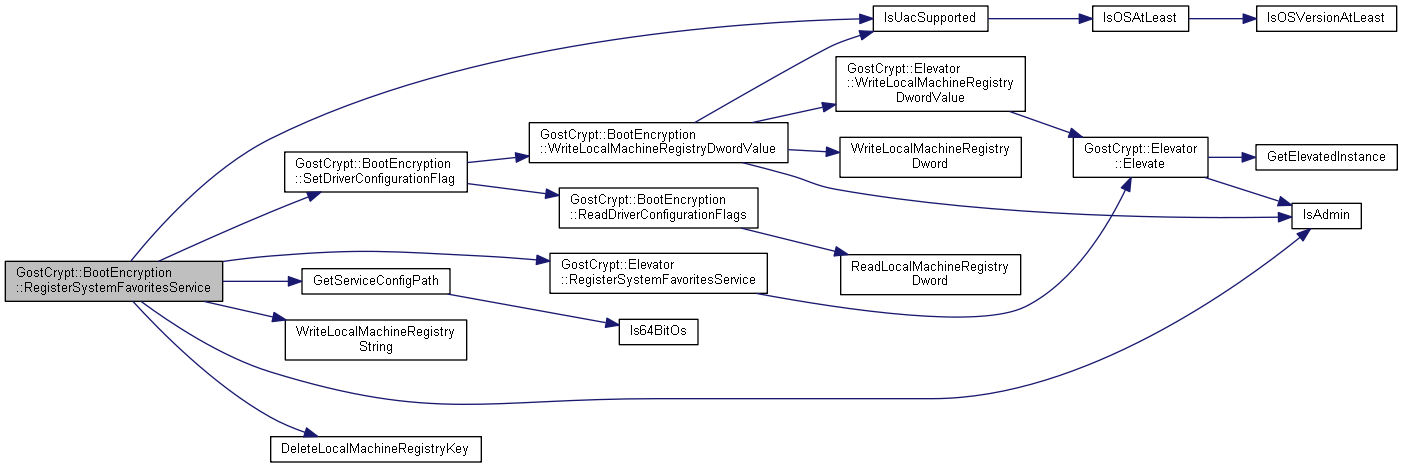 IsUacSupported
IsOSAtLeast
IsOSVersionAtLeast
GostCrypt::Elevator
::WriteLocalMachineRegistry
DwordValue
GostCrypt::BootEncryption
::WriteLocalMachineRegistryDwordValue
WriteLocalMachineRegistry
Dword
GostCrypt::Elevator
::Elevate
GetElevatedInstance
GostCrypt::BootEncryption
::SetDriverConfigurationFlag
GostCrypt::BootEncryption
::ReadDriverConfigurationFlags
IsAdmin
GostCrypt::BootEncryption
::RegisterSystemFavoritesService
GostCrypt::Elevator
::RegisterSystemFavoritesService
ReadLocalMachineRegistry
Dword
GetServiceConfigPath
Is64BitOs
WriteLocalMachineRegistry
String
DeleteLocalMachineRegistryKey